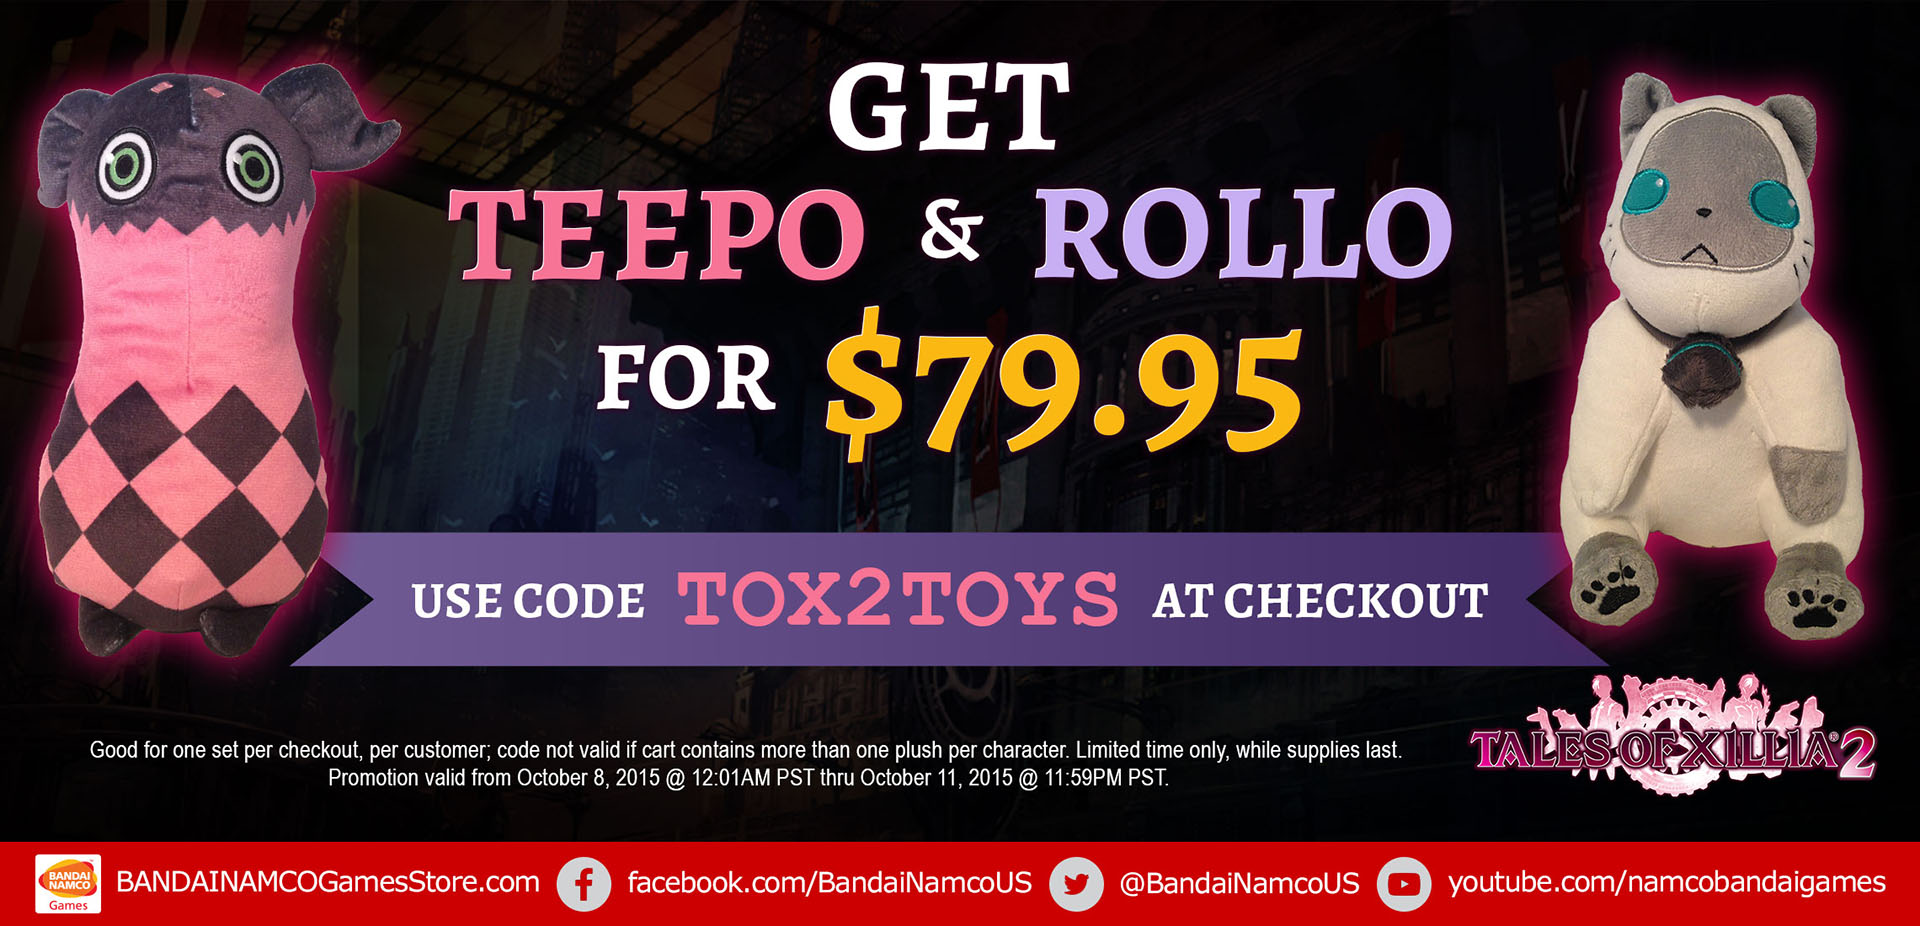 GET
TEEPO & ROLLO
FOR $79.95
USE CODE TOX2TOYS AT CHECKOUT
Good for one set per checkout, per customer; code not valid if cart contains more than one plush per character. Limited time only, while supplies last.
Promotion valid from October 8, 2015 @ 12:01AM PST thru October 11, 2015 @ 11:59PM PST.
TALES OF XILLIA® 2
BANDAI
NAMCO
Games
BANDAINAMCOGamesStore.com
facebook.com/BandaiNamcoUS
@BandaiNamcoUS
youtube.com/namcobandaigames